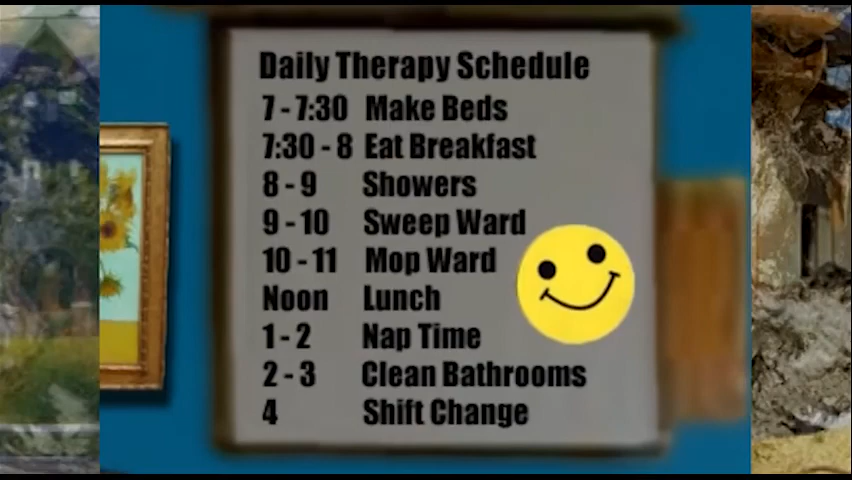 Daily Therapy Schedule
7 - 7:30 Make Beds
7:30 - 8 Eat Breakfast
8 - 9 Showers
9 - 10 Sweep Ward
10 - 11 Mop Ward
Noon Lunch
1 - 2 Nap Time
2 - 3 Clean Bathrooms
4 Shift Change